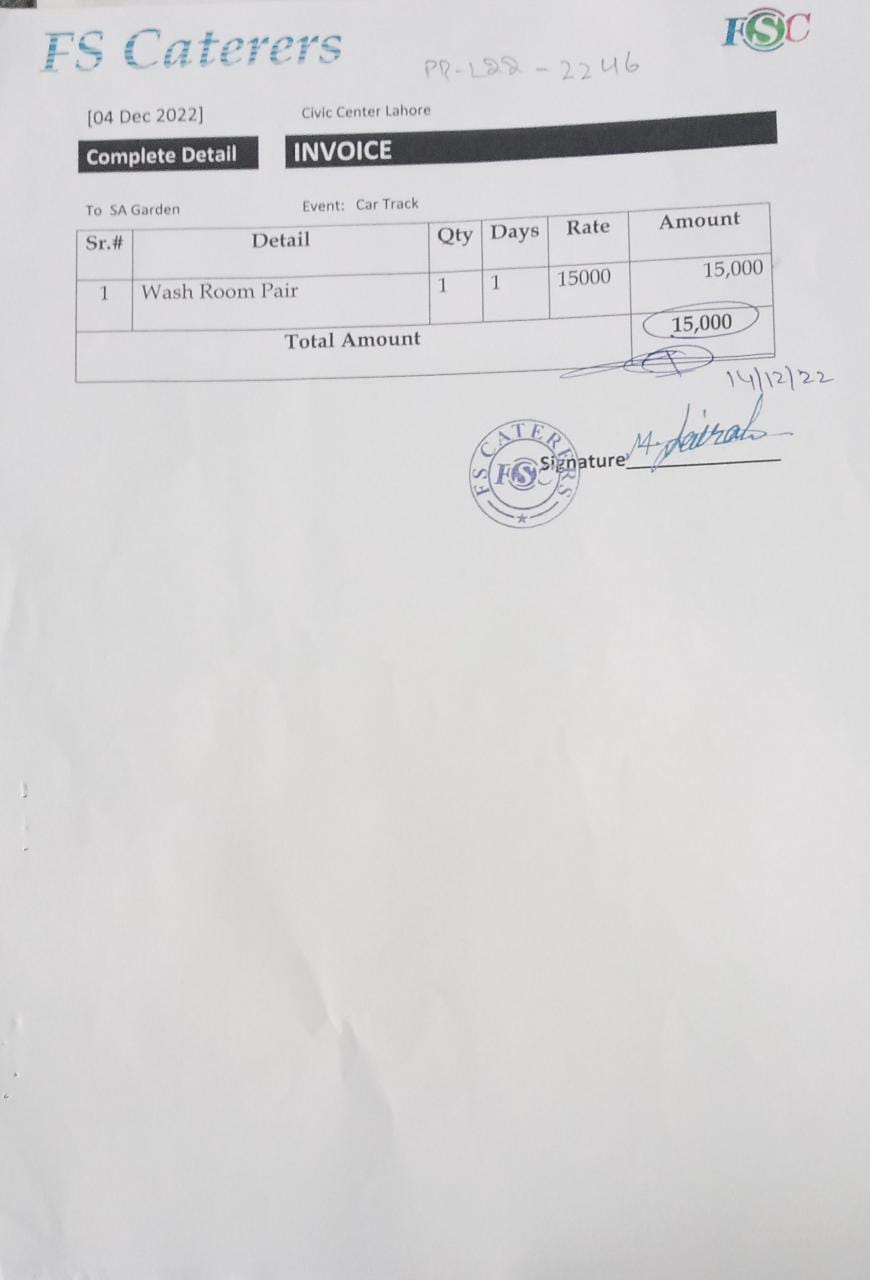 FS Caterers
FSC
PR-L22-2246
[04 Dec 2022]
Civic Center Lahore
Complete Detail
INVOICE
To SA Garden
Event: Car Track
Sr.# Detail Qty Days Rate Amount
1 Wash Room Pair 1 1 15000 15,000
Total Amount 15,000
14/12/22
FS CATERERS
FSC
Signature